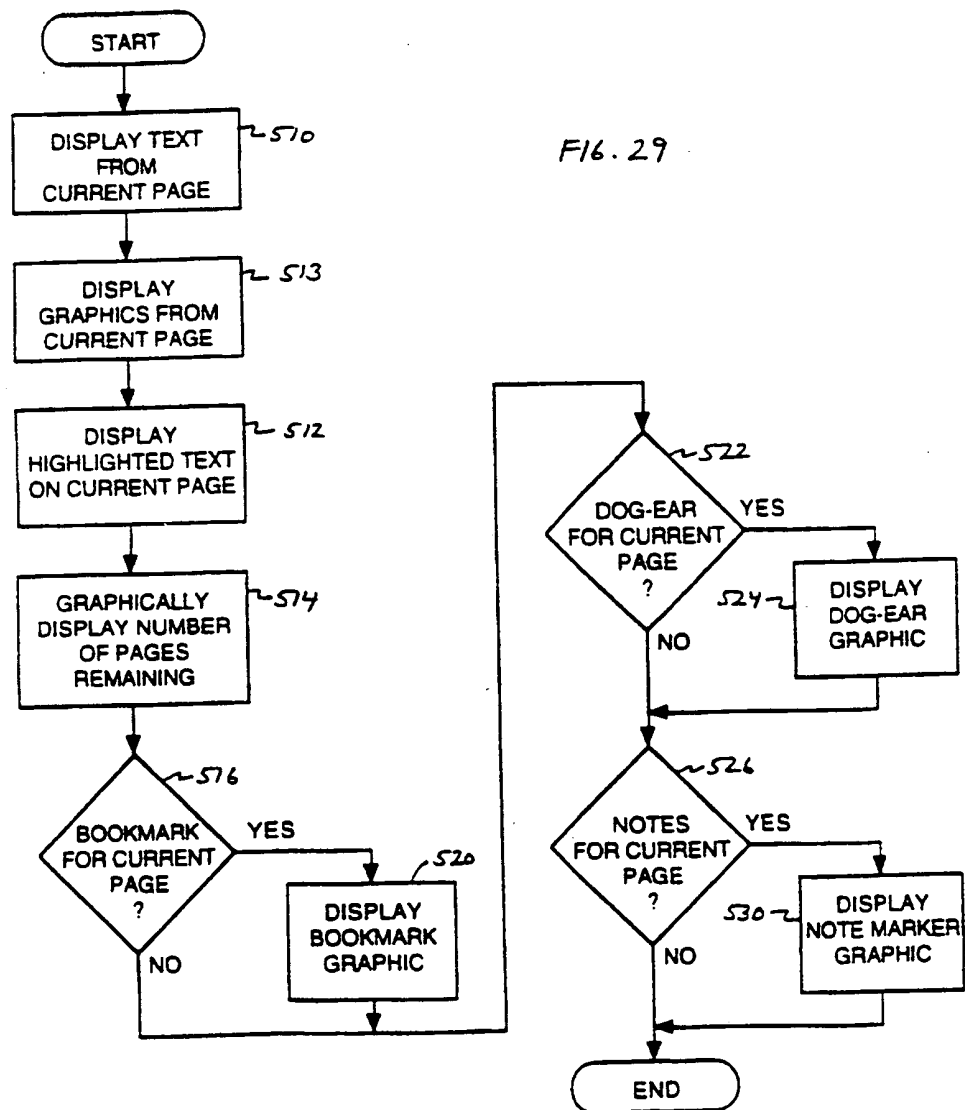 START
DISPLAY TEXT
FROM
CURRENT PAGE
510
FIG. 29
DISPLAY
GRAPHICS FROM
CURRENT PAGE
513
DISPLAY
HIGHLIGHTED TEXT
ON CURRENT PAGE
512
GRAPHICALLY
DISPLAY NUMBER
OF PAGES
REMAINING
514
BOOKMARK
FOR CURRENT
PAGE
?
516
YES
NO
DISPLAY
BOOKMARK
GRAPHIC
520
DOG-EAR
FOR CURRENT
PAGE
?
522
YES
NO
DISPLAY
DOG-EAR
GRAPHIC
524
NOTES
FOR CURRENT
PAGE
?
526
YES
NO
DISPLAY
NOTE MARKER
GRAPHIC
530
END